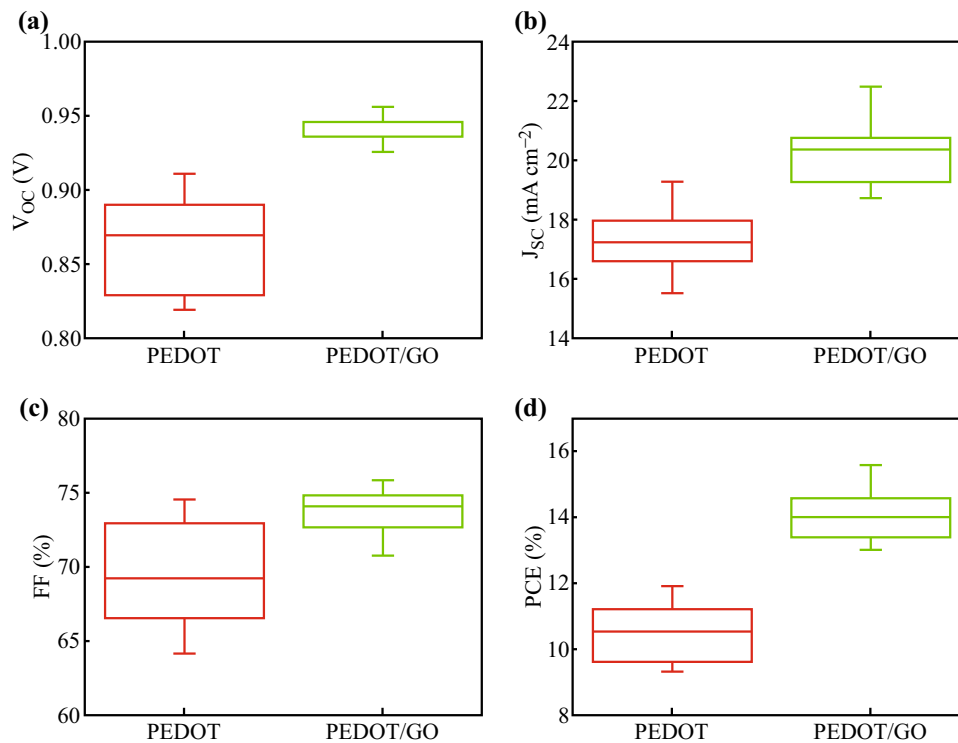 (a)
1.00
0.95
0.90
0.85
0.80
V_OC (V)
PEDOT
PEDOT/GO
(b)
24
22
20
18
16
14
J_SC (mA cm⁻²)
PEDOT
PEDOT/GO
(c)
80
75
70
65
60
FF (%)
PEDOT
PEDOT/GO
(d)
16
14
12
10
8
PCE (%)
PEDOT
PEDOT/GO